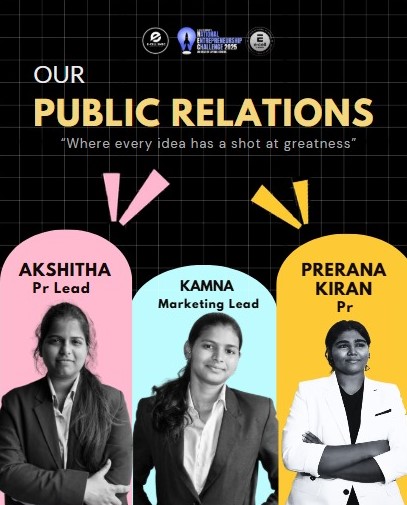 NATIONAL
ENTREPRENEURSHIP
CHALLENGE 2025
OUR
PUBLIC RELATIONS
“Where every idea has a shot at greatness”
AKSHITHA
Pr Lead
KAMNA
Marketing Lead
PRERANA
KIRAN
Pr